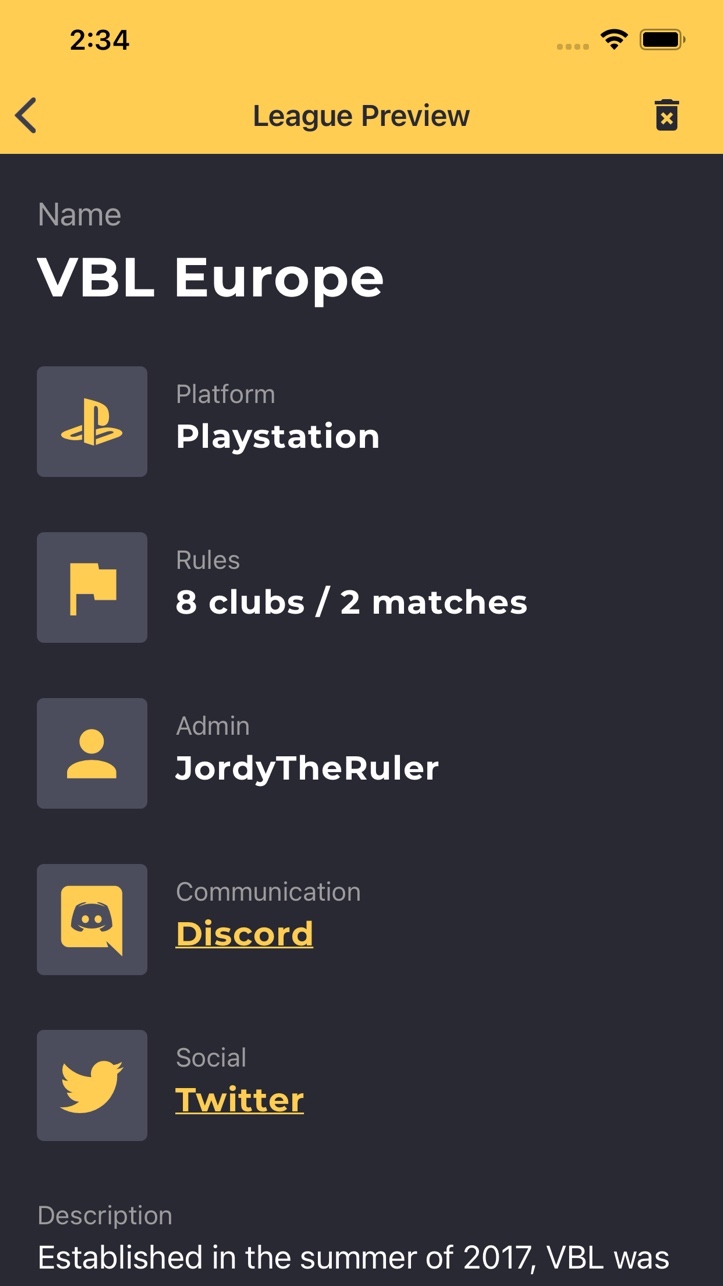 2:34
League Preview
Name
VBL Europe
Platform
Playstation
Rules
8 clubs / 2 matches
Admin
JordyTheRuler
Communication
Discord
Social
Twitter
Description
Established in the summer of 2017, VBL was